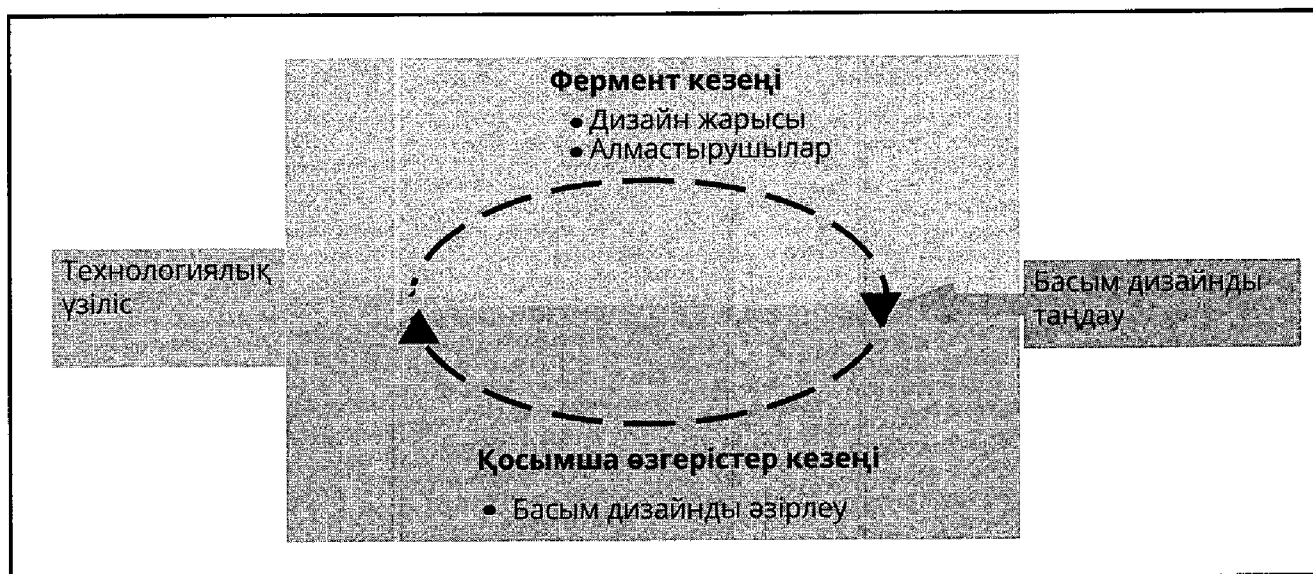 Фермент кезеңі
• Дизайн жарысы
• Алмастырушылар
Технологиялық
үзіліс
Басым дизайнды
таңдау
Қосымша өзгерістер кезеңі
• Басым дизайнды әзірлеу